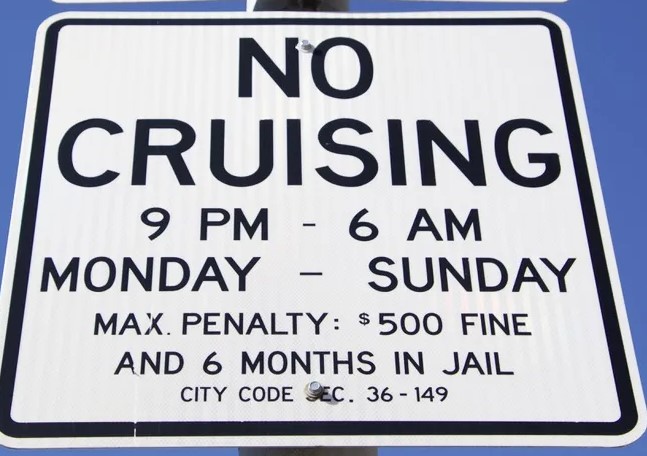 NO
CRUISING
9 PM - 6 AM
MONDAY - SUNDAY
MAX. PENALTY: $500 FINE
AND 6 MONTHS IN JAIL
CITY CODE SEC. 36-149